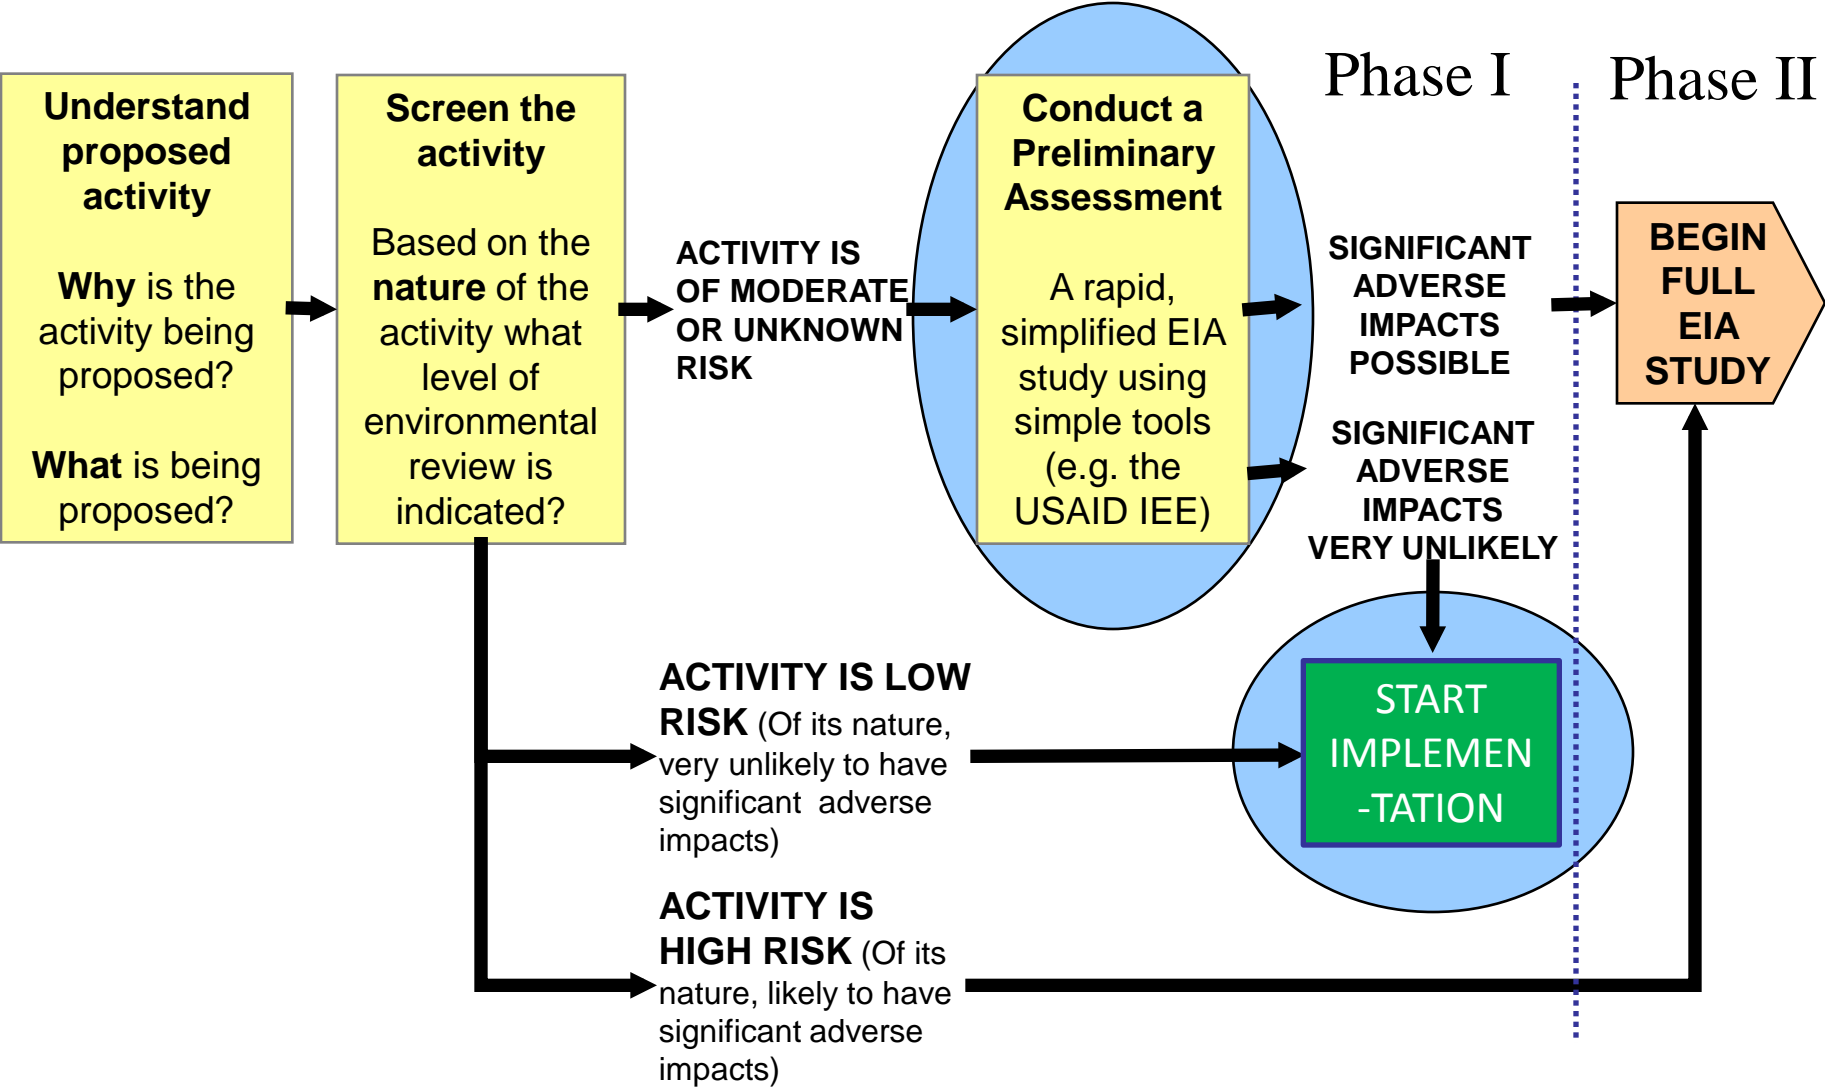 Understand
proposed
activity
Why is the
activity being
proposed?
What is being
proposed?
Screen the
activity
Based on the
nature of the
activity what
level of
environmental
review is
indicated?
ACTIVITY IS
OF MODERATE
OR UNKNOWN
RISK
Conduct a
Preliminary
Assessment
A rapid,
simplified EIA
study using
simple tools
(e.g. the
USAID IEE)
Phase I
Phase II
SIGNIFICANT
ADVERSE
IMPACTS
POSSIBLE
BEGIN
FULL
EIA
STUDY
SIGNIFICANT
ADVERSE
IMPACTS
VERY UNLIKELY
ACTIVITY IS LOW
RISK (Of its nature,
very unlikely to have
significant adverse
impacts)
START
IMPLEMEN
-TATION
ACTIVITY IS
HIGH RISK (Of its
nature, likely to have
significant adverse
impacts)